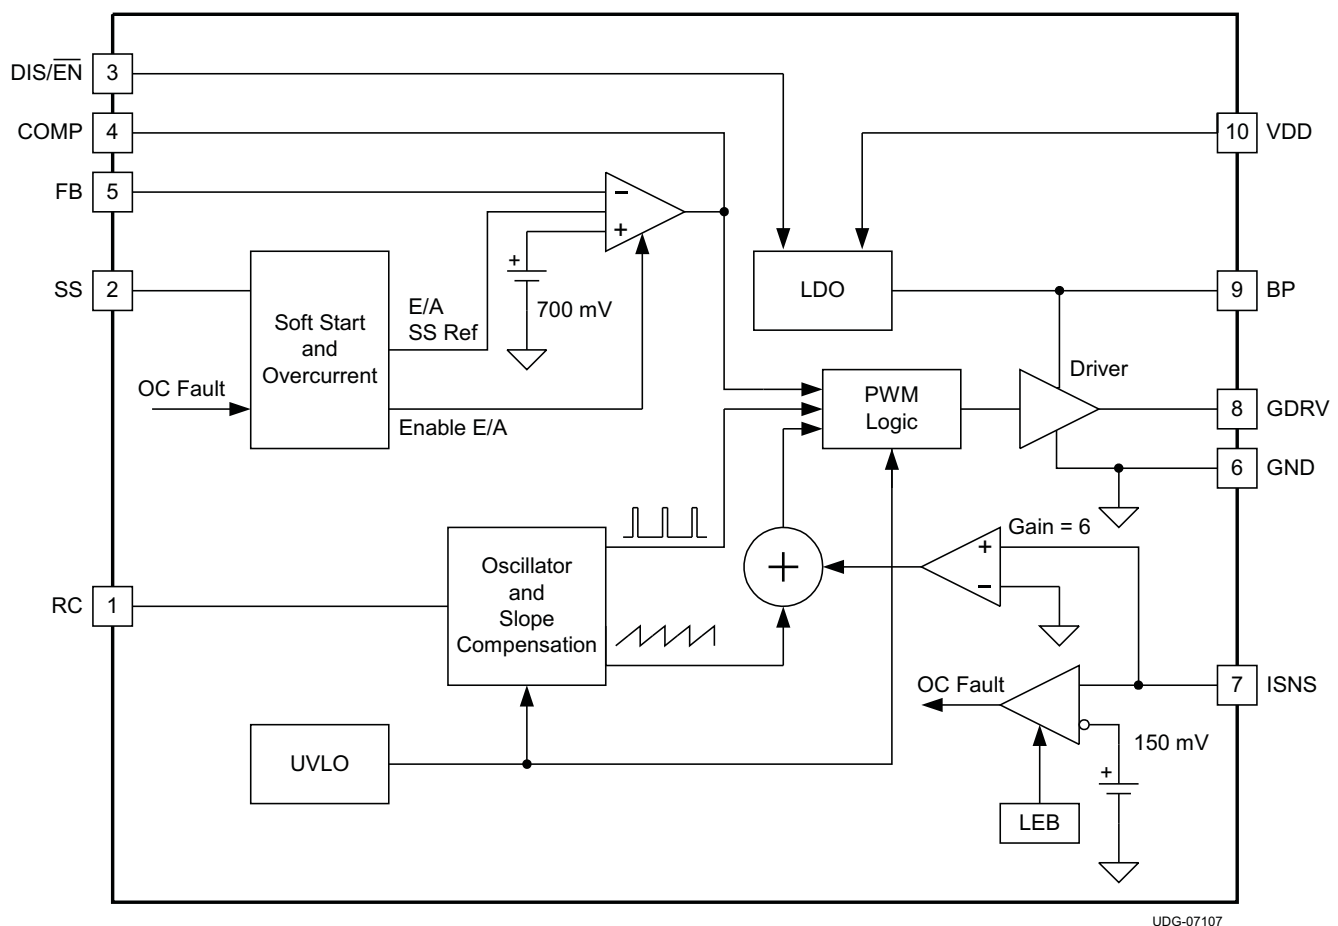 DIS/EN
3
COMP
4
FB
5
SS
2
RC
1
10
VDD
9
BP
8
GDRV
6
GND
7
ISNS
−
+
+
700 mV
Soft Start
and
Overcurrent
E/A
SS Ref
OC Fault
Enable E/A
LDO
Driver
PWM
Logic
Oscillator
and
Slope
Compensation
+
Gain = 6
+
−
OC Fault
150 mV
+
LEB
UVLO
UDG-07107